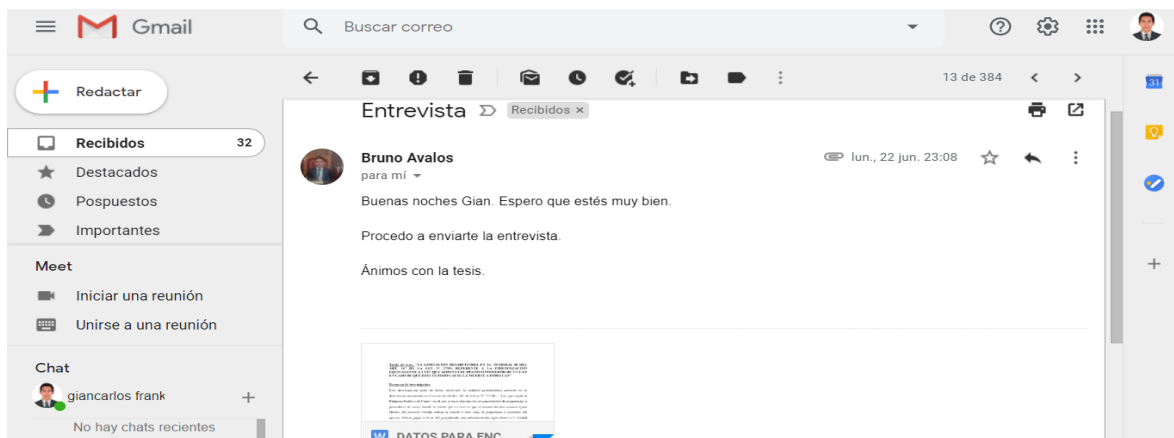 Gmail
Buscar correo
Redactar
13 de 384
Recibidos 32
Destacados
Pospuestos
Importantes
Meet
Iniciar una reunión
Unirse a una reunión
Chat
giancarlos frank
No hay chats recientes
Entrevista Recibidos ×
Bruno Avalos lun., 22 jun. 23:08
para mí
Buenas noches Gian. Espero que estés muy bien.
Procedo a enviarte la entrevista.
Ánimos con la tesis.
W DATOS PARA ENC
31